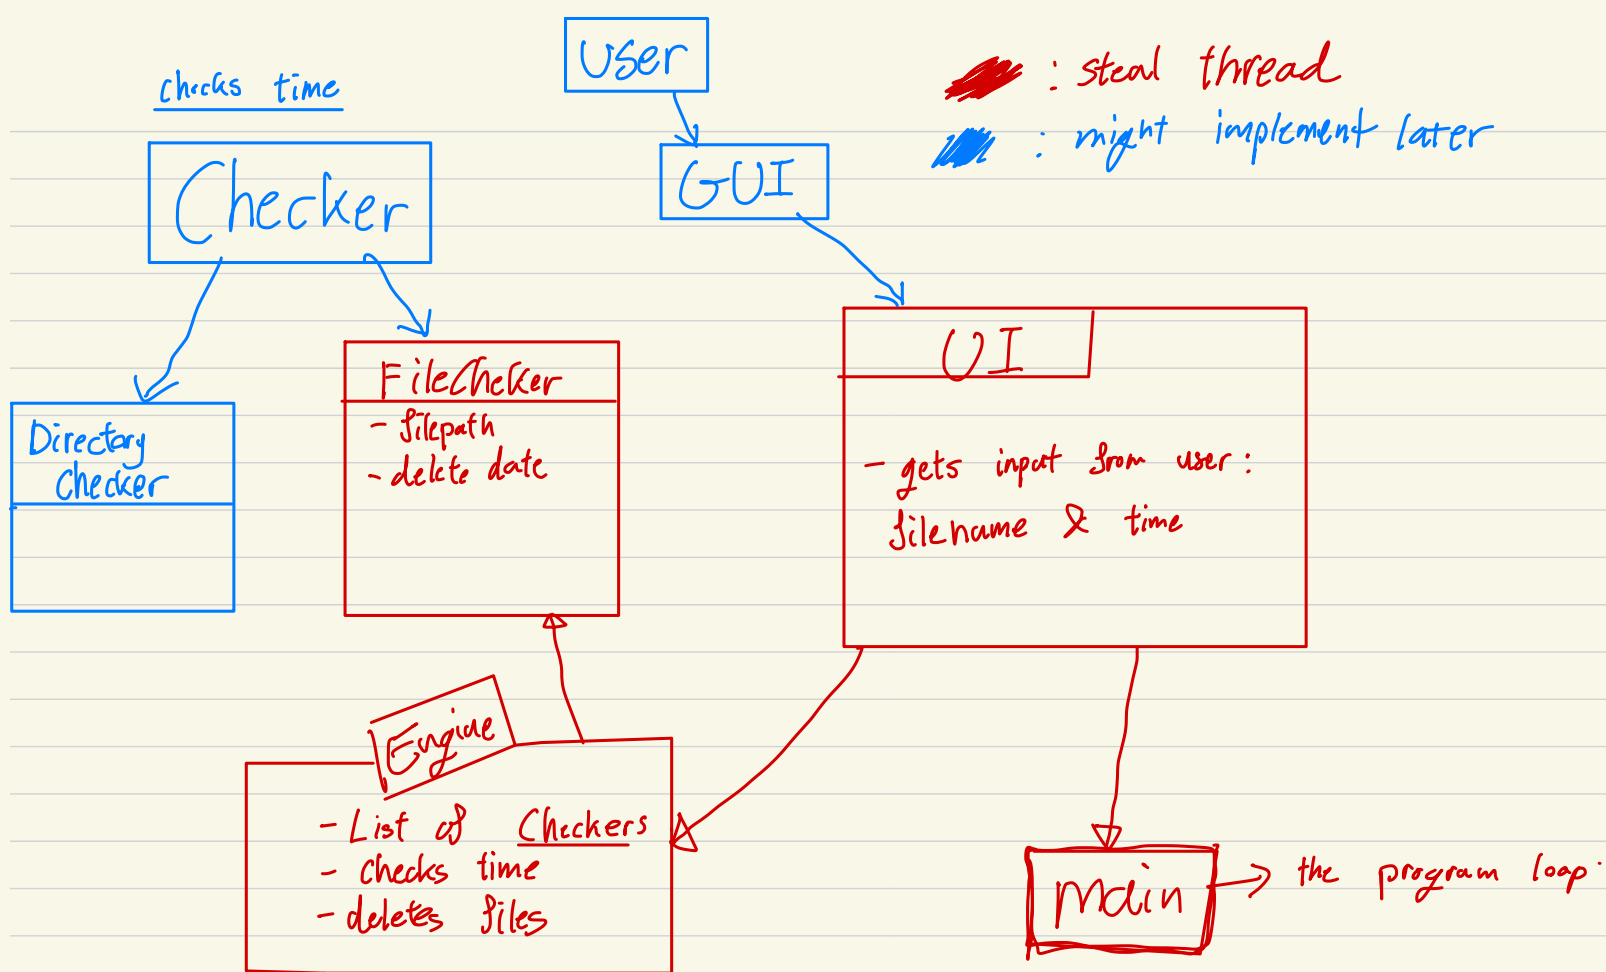 User
: steal thread
checks time
: might implement later
Checker
GUI
UI
FileCheker
- filepath
- delete date
Directory
Checker
- gets input from user:
filename & time
Engine
- List of Checkers
- checks time
- deletes files
main
the program loop